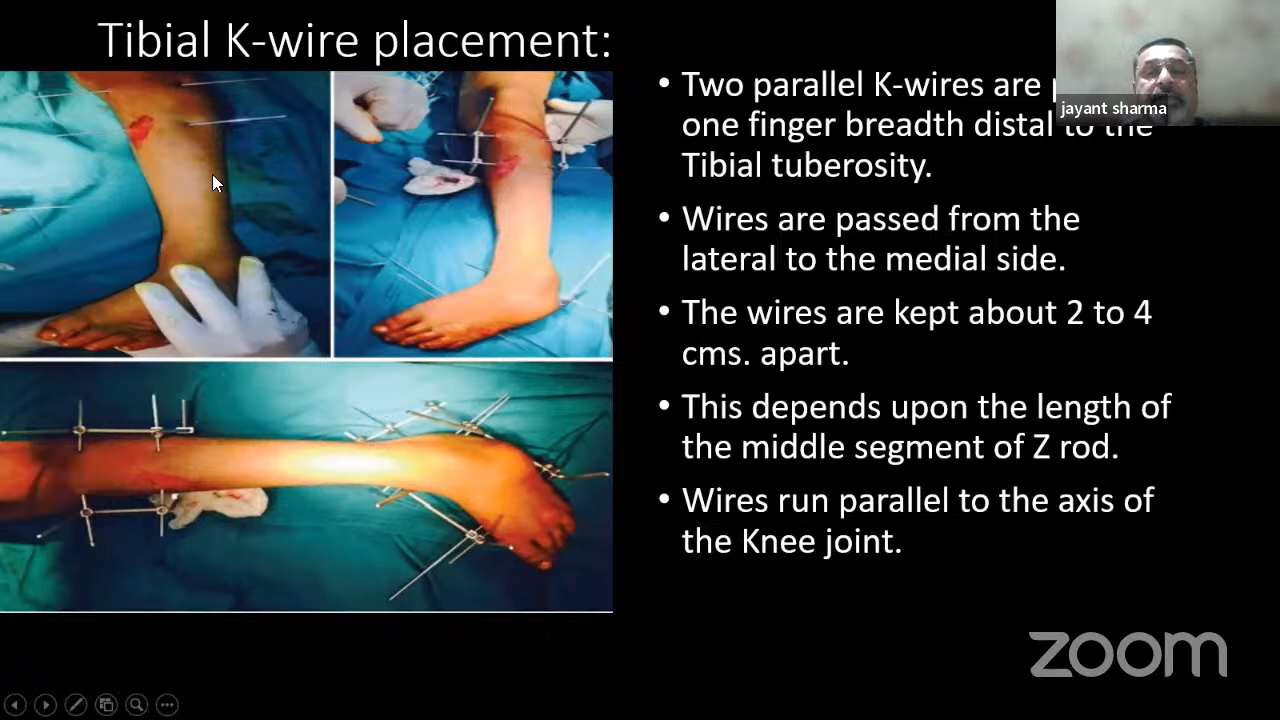 Tibial K-wire placement:
• Two parallel K-wires are
one finger breadth distal to the
Tibial tuberosity.
• Wires are passed from the
lateral to the medial side.
• The wires are kept about 2 to 4
cms. apart.
• This depends upon the length of
the middle segment of Z rod.
• Wires run parallel to the axis of
the Knee joint.
jayant sharma
zoom